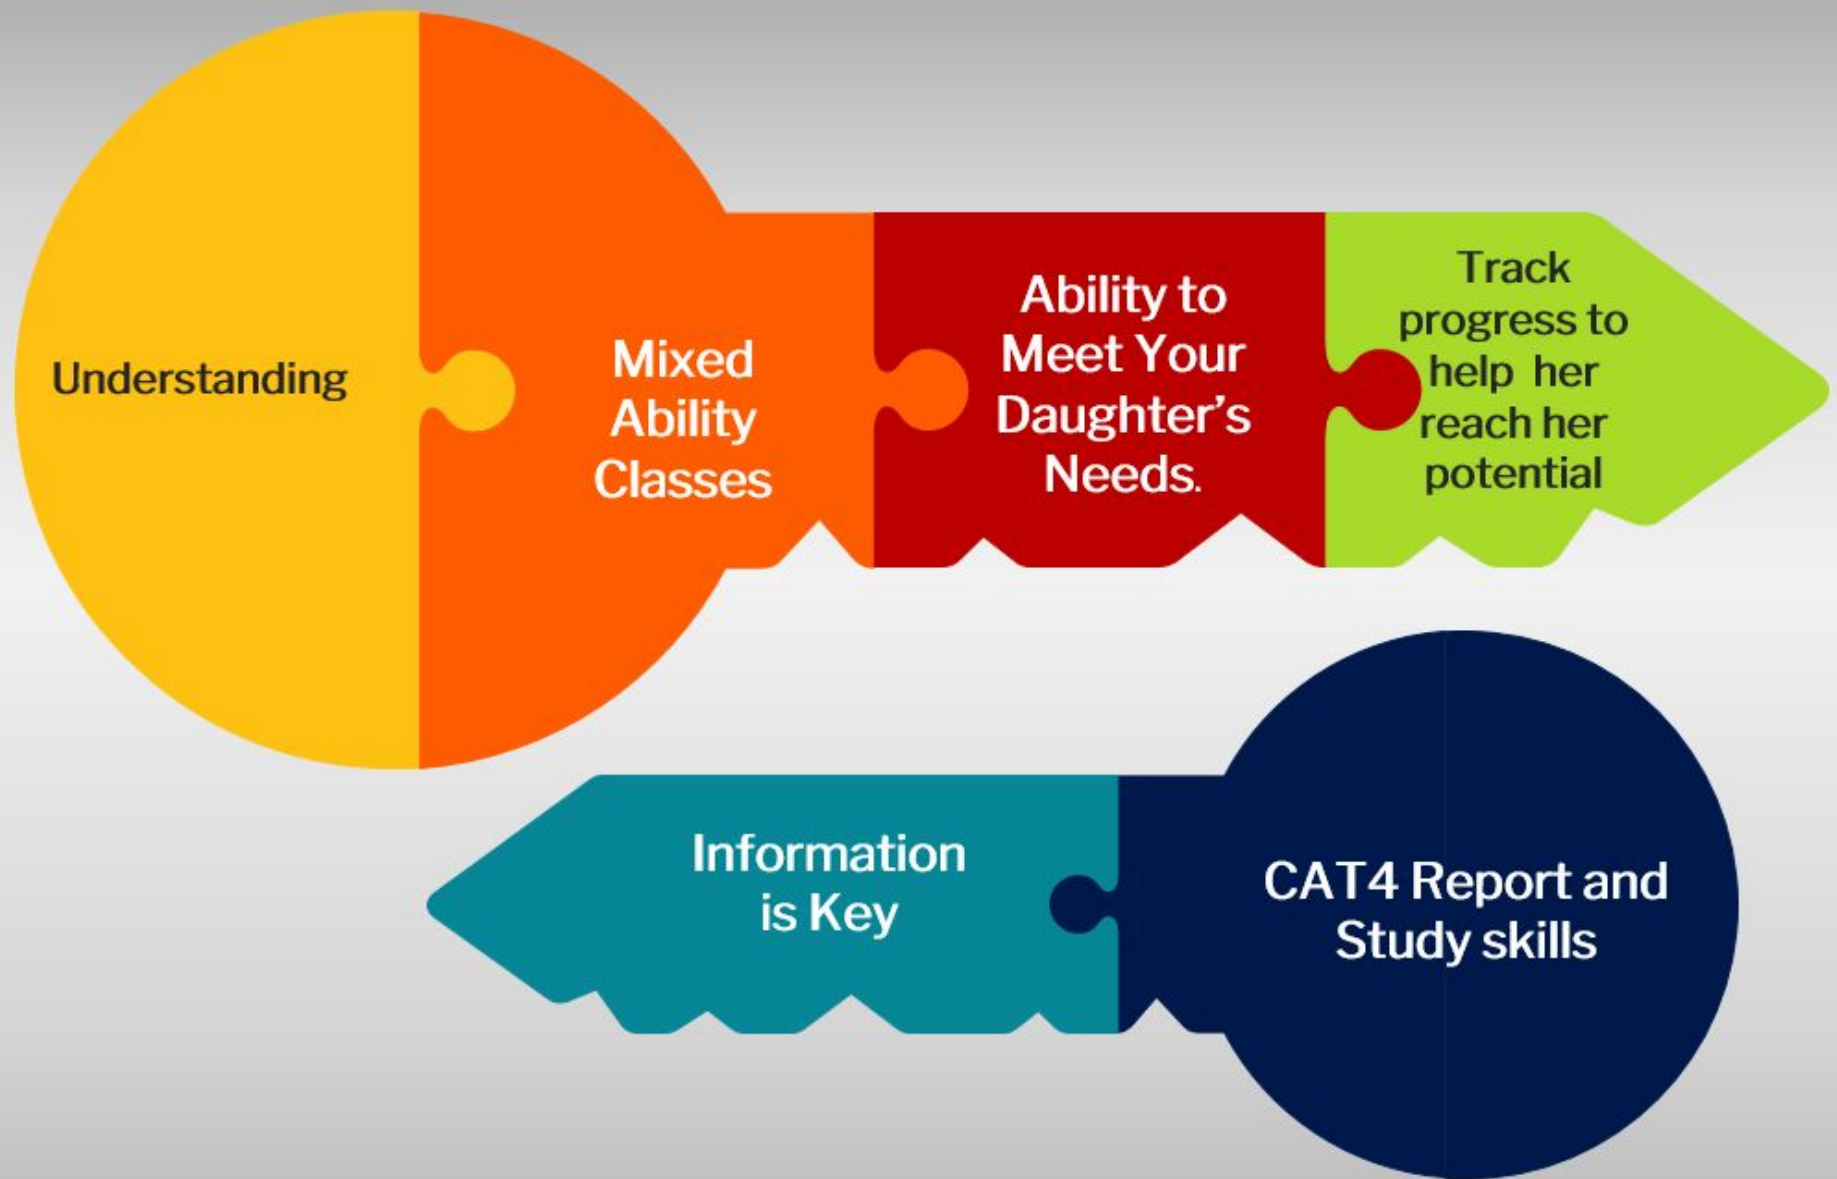 Understanding
Mixed
Ability
Classes
Ability to
Meet Your
Daughter's
Needs.
Track
progress to
help her
reach her
potential
Information
is Key
CAT4 Report and
Study skills